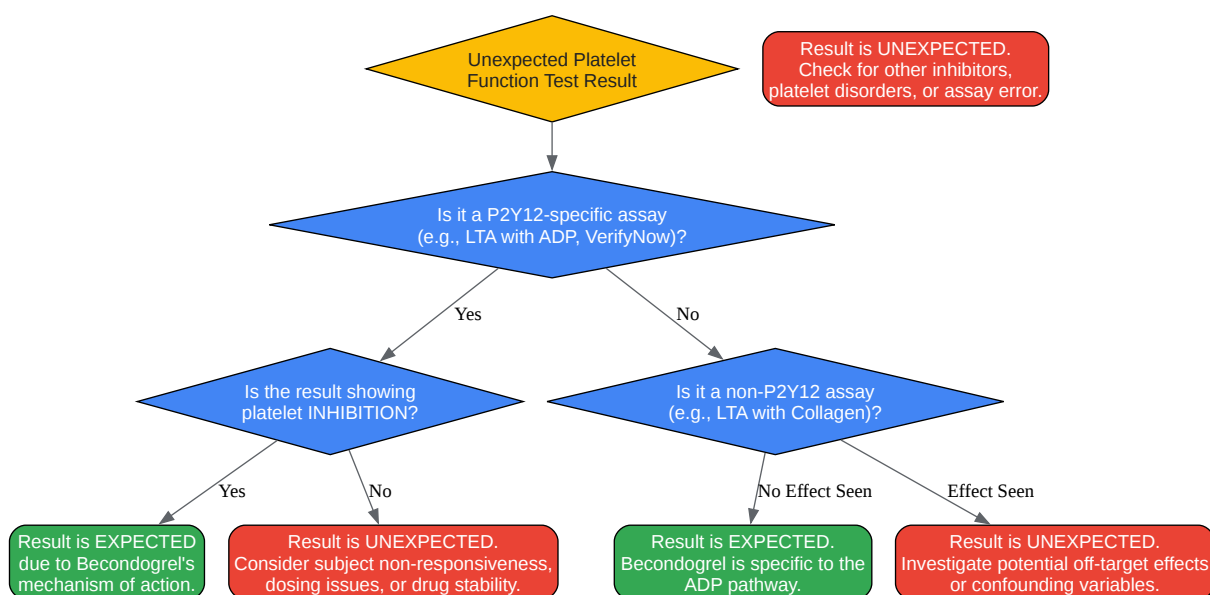 Unexpected Platelet
Function Test Result
Result is UNEXPECTED.
Check for other inhibitors,
platelet disorders, or assay error.
Is it a P2Y12-specific assay
(e.g., LTA with ADP, VerifyNow)?
Yes
No
Is the result showing
platelet INHIBITION?
Is it a non-P2Y12 assay
(e.g., LTA with Collagen)?
Yes
No
No Effect Seen
Effect Seen
Result is EXPECTED
due to Becondogrel's
mechanism of action.
Result is UNEXPECTED.
Consider subject non-responsiveness,
dosing issues, or drug stability.
Result is EXPECTED.
Becondogrel is specific to the
ADP pathway.
Result is UNEXPECTED.
Investigate potential off-target effects
or confounding variables.